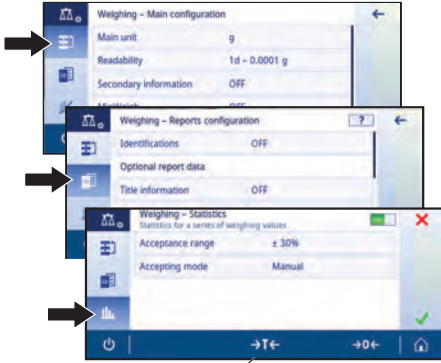 Weighing – Main configuration
Main unit g
Readability 1d – 0.0001 g
Secondary information OFF
MinWeigh OFF
Weighing – Reports configuration ?
Identifications OFF
Optional report data
Title information OFF
Weighing – Statistics
Statistics for a series of weighing values
Acceptance range ± 30%
Accepting mode Manual
→T← →0←